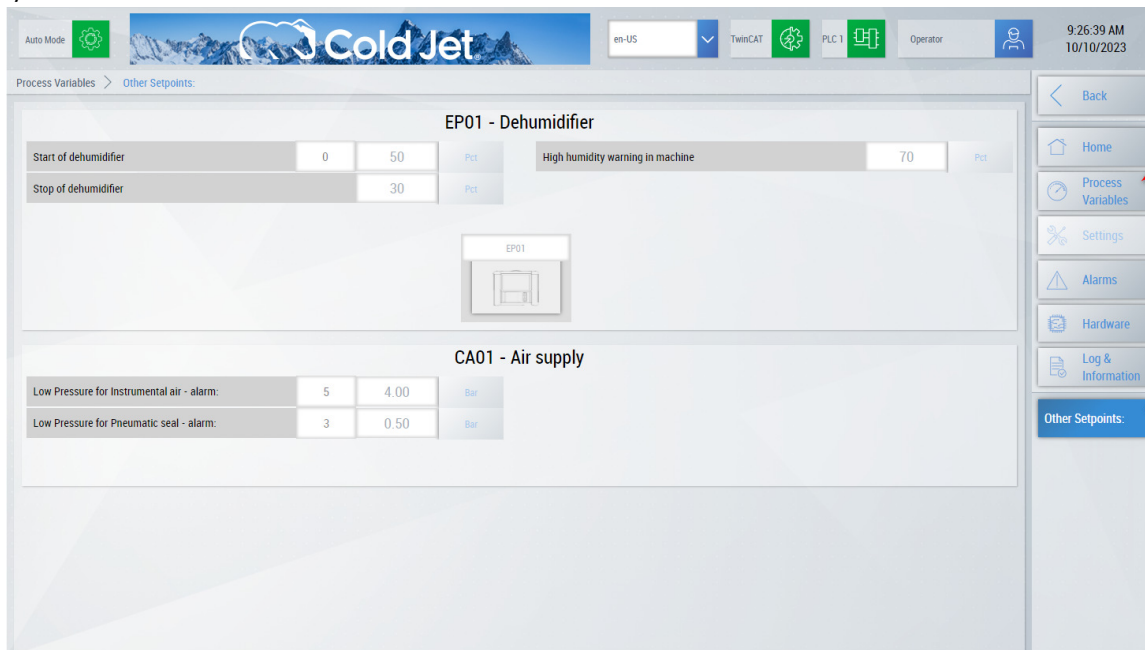 Auto Mode
Cold Jet®
en-US
TwinCAT
PLC 1
Operator
9:26:39 AM
10/10/2023
Process Variables > Other Setpoints:
Back
EP01 - Dehumidifier
Start of dehumidifier 0 50 Pct
High humidity warning in machine 70 Pct
Stop of dehumidifier 30 Pct
EP01
CA01 - Air supply
Low Pressure for Instrumental air - alarm: 5 4.00 Bar
Low Pressure for Pneumatic seal - alarm: 3 0.50 Bar
Home
Process
Variables
Settings
Alarms
Hardware
Log &
Information
Other Setpoints: